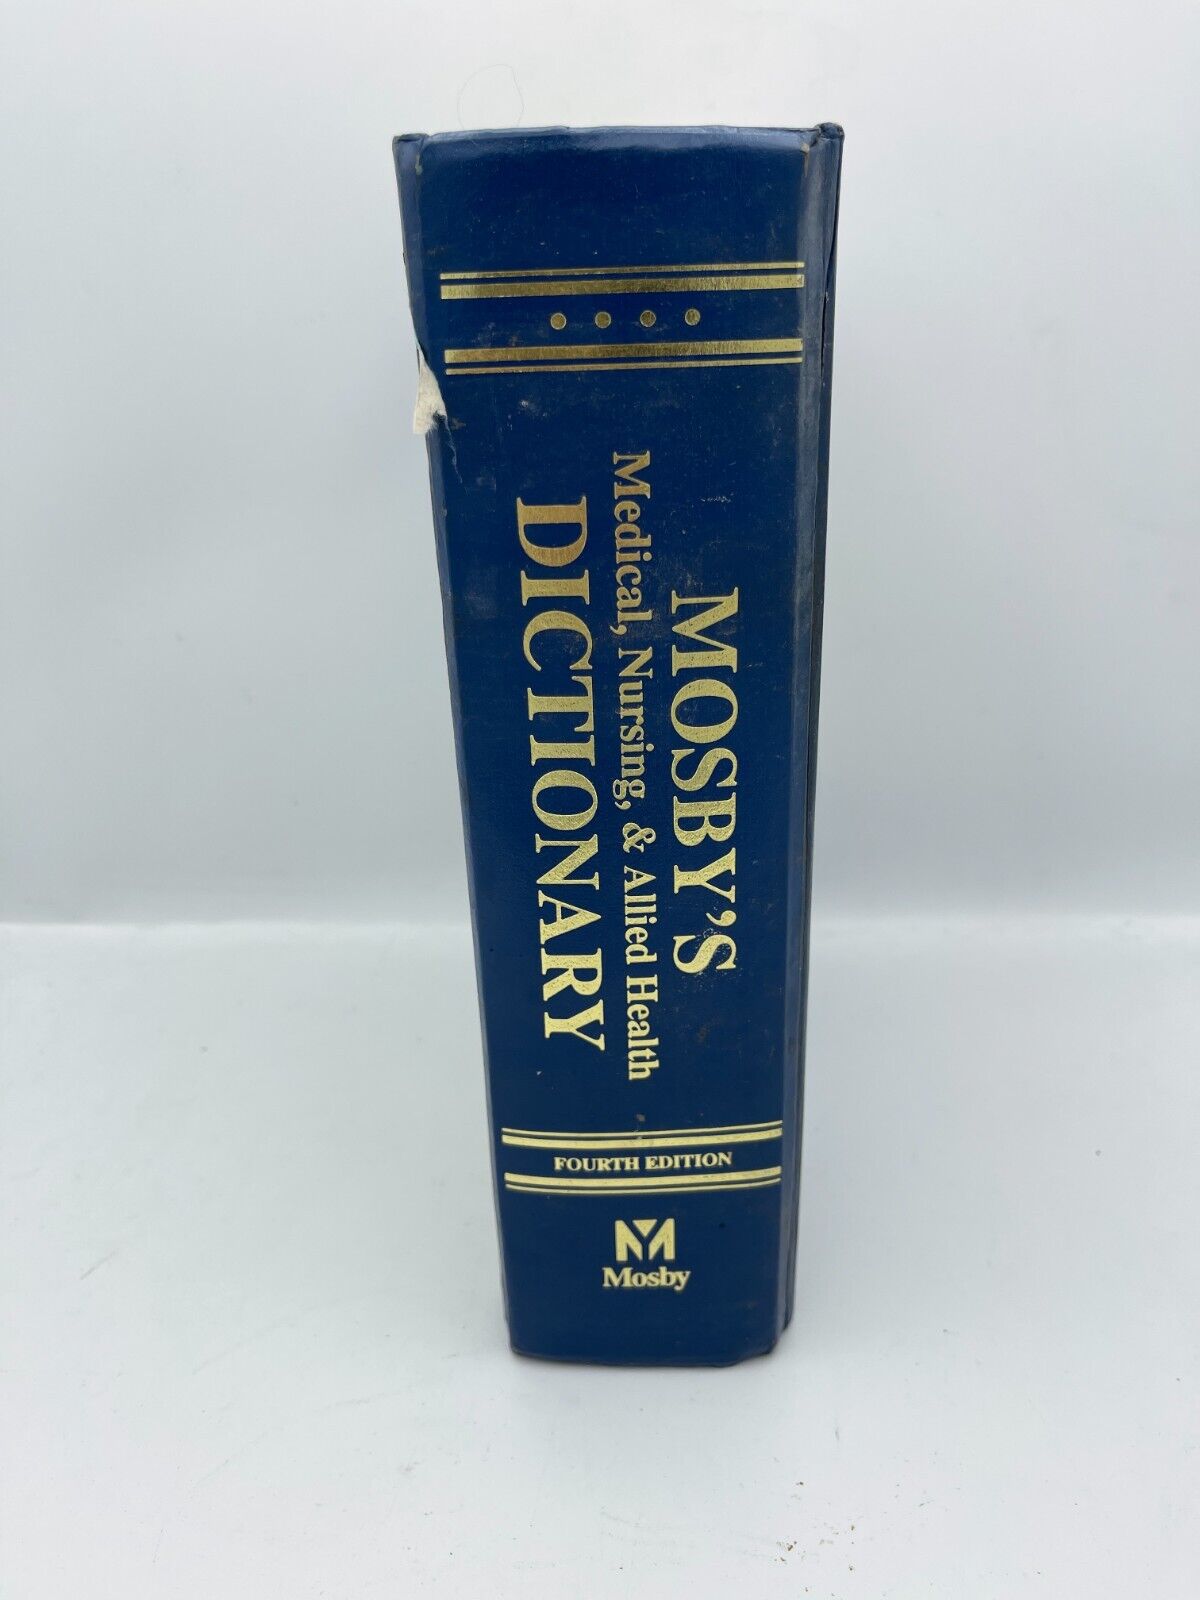 MOSBY'S
Medical, Nursing, & Allied Health
DICTIONARY
FOURTH EDITION
M
Mosby